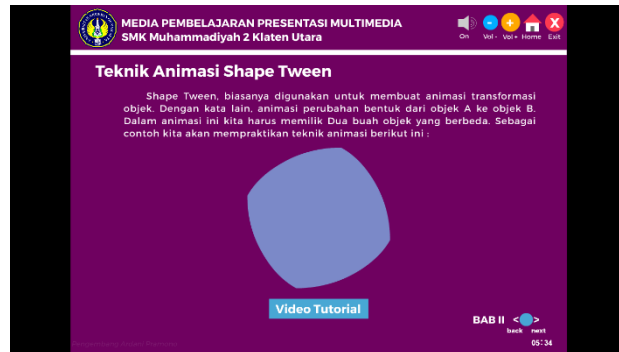 MEDIA PEMBELAJARAN PRESENTASI MULTIMEDIA
SMK Muhammadiyah 2 Klaten Utara
On Vol - Vol + Home Exit
Teknik Animasi Shape Tween
Shape Tween, biasanya digunakan untuk membuat animasi transformasi
objek. Dengan kata lain, animasi perubahan bentuk dari objek A ke objek B.
Dalam animasi ini kita harus memilik Dua buah objek yang berbeda. Sebagai
contoh kita akan mempraktikan teknik animasi berikut ini :
Video Tutorial
BAB II < >
back next
05:34